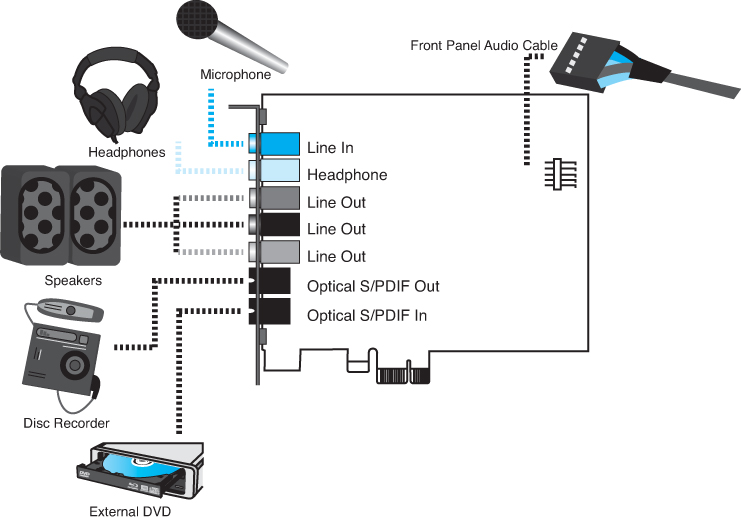 Front Panel Audio Cable
Microphone
Headphones
Line In
Headphone
Line Out
Line Out
Line Out
Speakers
Optical S/PDIF Out
Optical S/PDIF In
Disc Recorder
External DVD